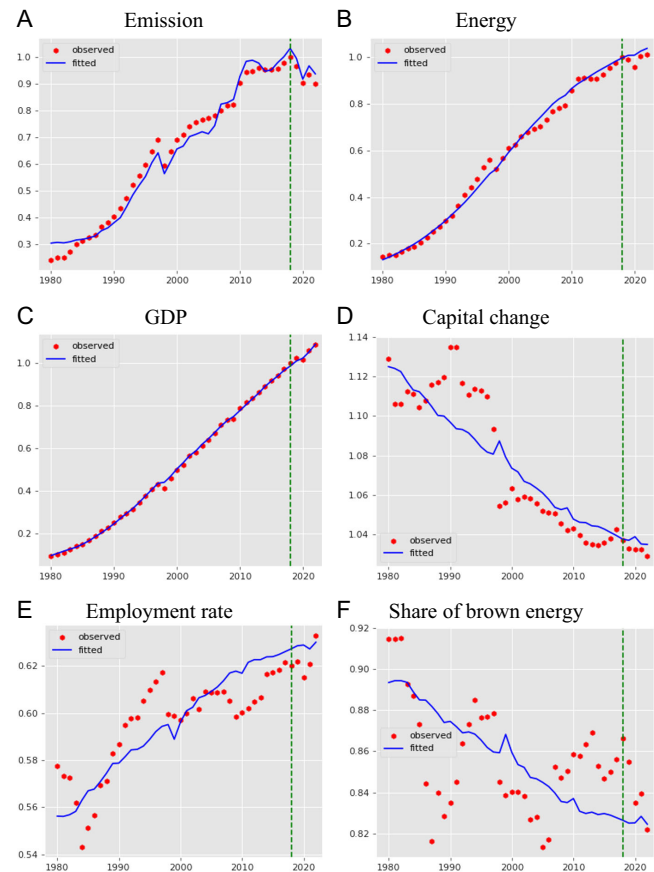 A Emission
observed
fitted
1.0
0.9
0.8
0.7
0.6
0.5
0.4
0.3
1980 1990 2000 2010 2020
B Energy
observed
fitted
1.0
0.8
0.6
0.4
0.2
1980 1990 2000 2010 2020
C GDP
observed
fitted
1.0
0.8
0.6
0.4
0.2
1980 1990 2000 2010 2020
D Capital change
1.14
1.12
1.10
1.08
1.06
1.04
observed
fitted
1980 1990 2000 2010 2020
E Employment rate
observed
fitted
0.62
0.60
0.58
0.56
0.54
1980 1990 2000 2010 2020
F Share of brown energy
0.92
0.90
0.88
0.86
observed
fitted
0.84
0.82
1980 1990 2000 2010 2020